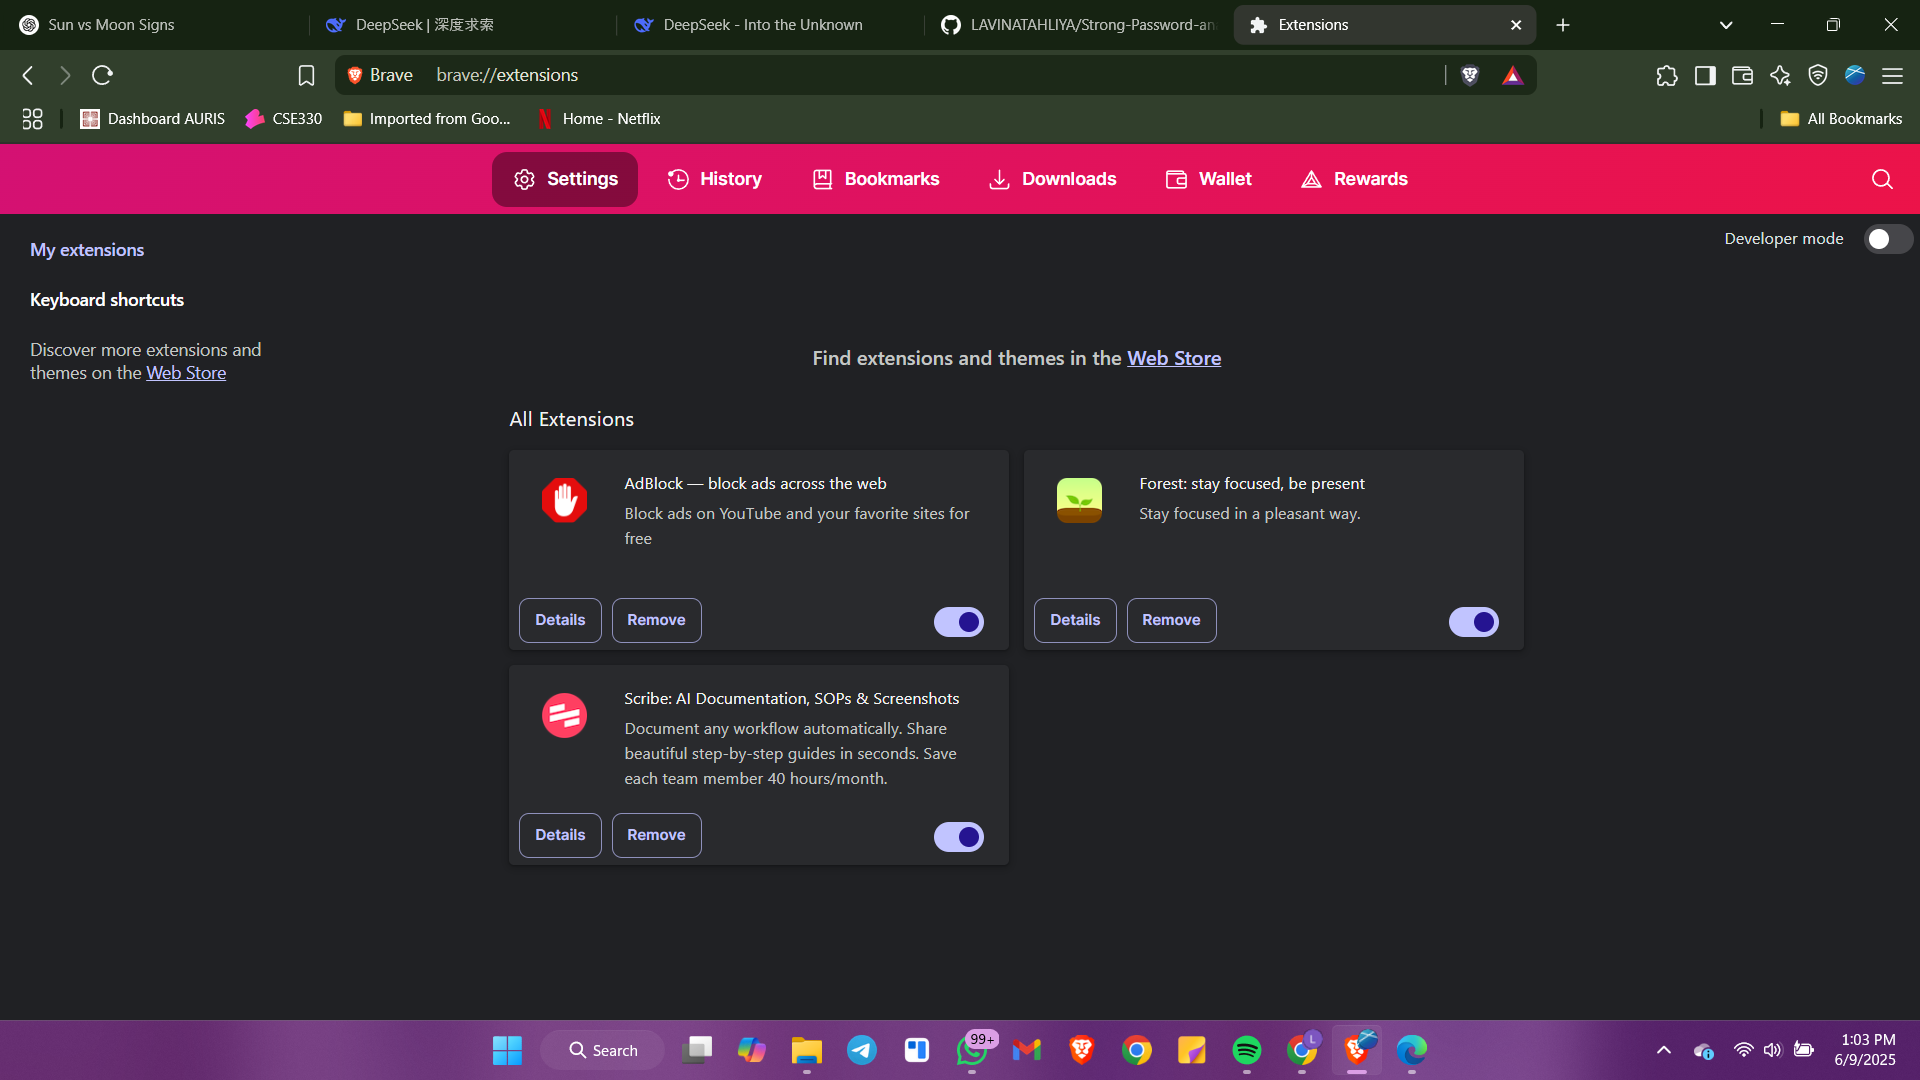 Sun vs Moon Signs
DeepSeek | 深度求索
DeepSeek - Into the Unknown
LAVINATAHLIYA/Strong-Password-an
Extensions
Brave brave://extensions
Dashboard AURIS
CSE330
Imported from Goo...
Home - Netflix
All Bookmarks
Settings
History
Bookmarks
Downloads
Wallet
Rewards
My extensions
Developer mode
Keyboard shortcuts
Discover more extensions and
themes on the Web Store
Find extensions and themes in the Web Store
All Extensions
AdBlock — block ads across the web
Block ads on YouTube and your favorite sites for
free
Details
Remove
Forest: stay focused, be present
Stay focused in a pleasant way.
Details
Remove
Scribe: AI Documentation, SOPs & Screenshots
Document any workflow automatically. Share
beautiful step-by-step guides in seconds. Save
each team member 40 hours/month.
Details
Remove
Search
99+
L
1:03 PM
6/9/2025